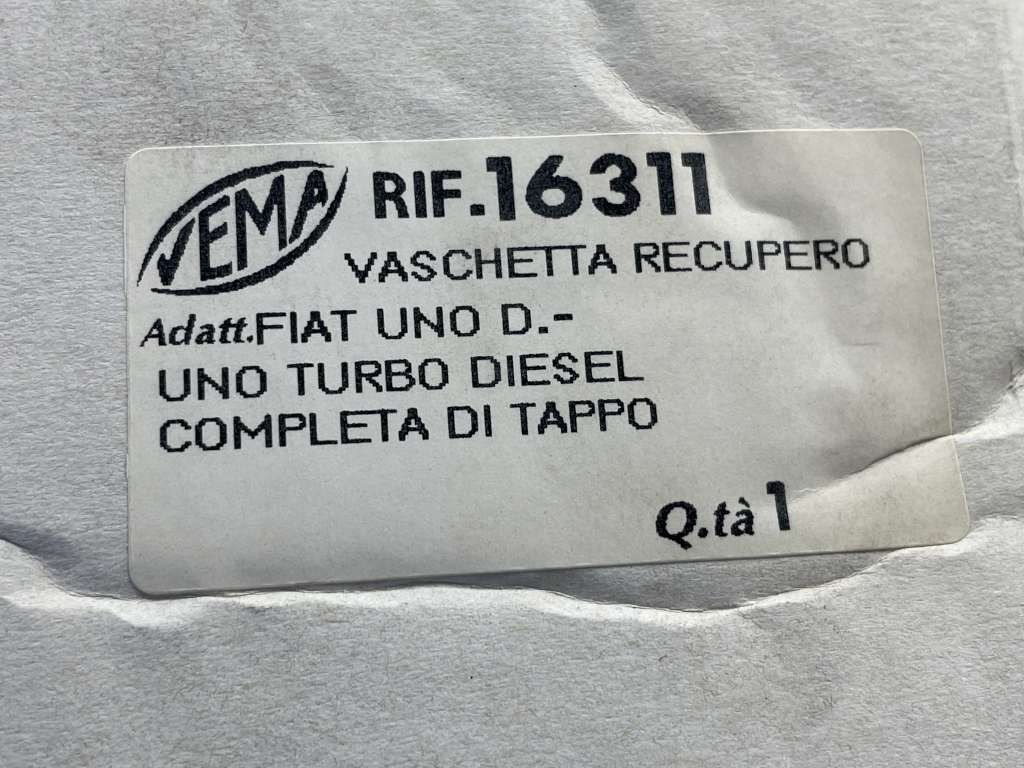 VEMA RIF.16311
VASCHETTA RECUPERO
Adatt.FIAT UNO D.-
UNO TURBO DIESEL
COMPLETA DI TAPPO
Q.tà 1